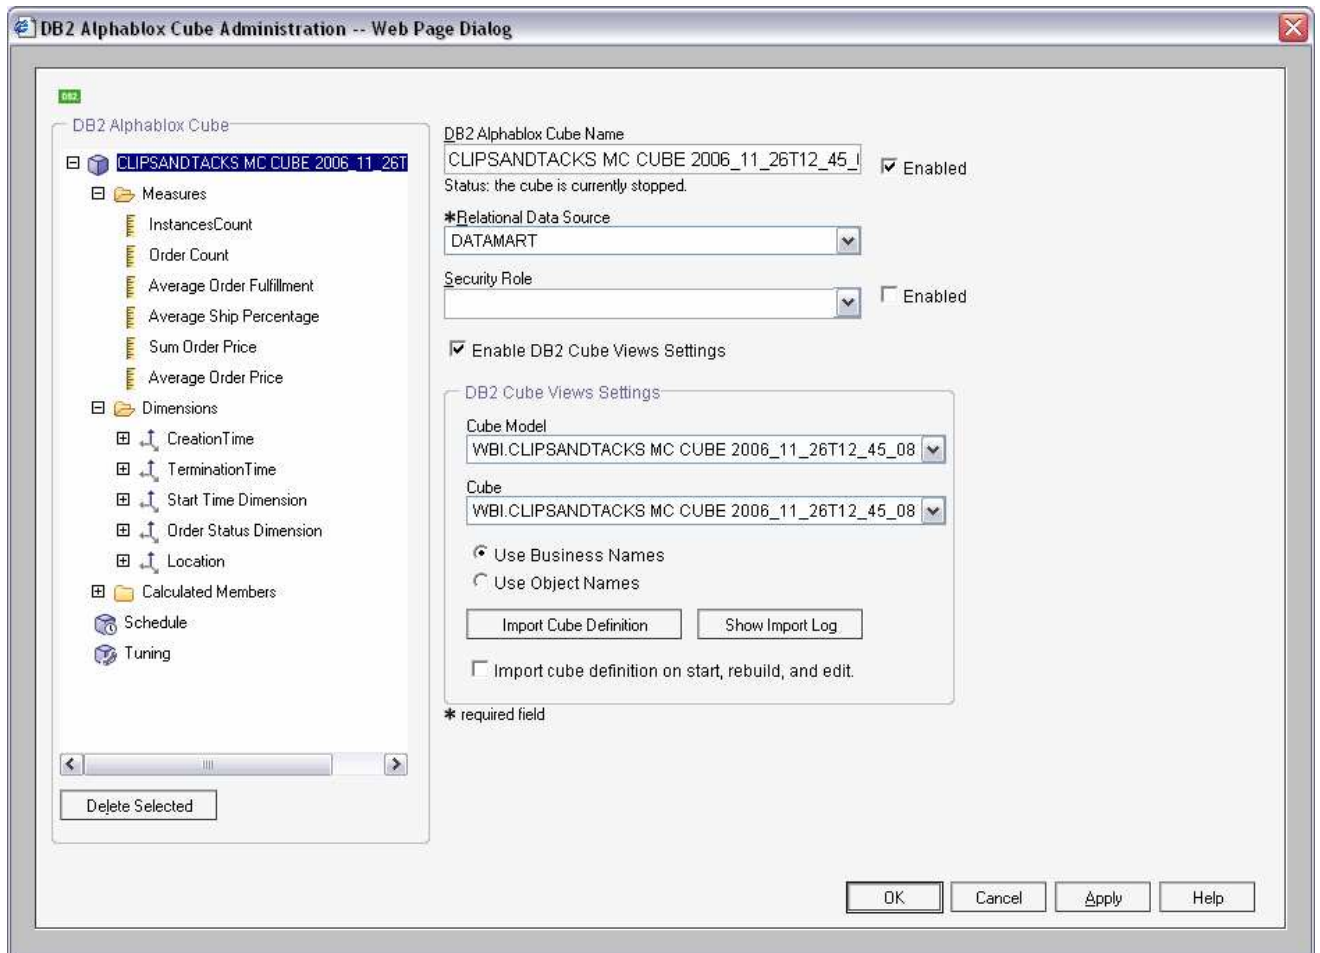 DB2 Alphablox Cube Administration -- Web Page Dialog
DB2.
DB2 Alphablox Cube
CLIPSANDTACKS MC CUBE 2006_11_26T
Measures
InstancesCount
Order Count
Average Order Fulfillment
Average Ship Percentage
Sum Order Price
Average Order Price
Dimensions
CreationTime
TerminationTime
Start Time Dimension
Order Status Dimension
Location
Calculated Members
Schedule
Tuning
Delete Selected
DB2 Alphablox Cube Name
CLIPSANDTACKS MC CUBE 2006_11_26T12_45_
Enabled
Status: the cube is currently stopped.
*Relational Data Source
DATAMART
Security Role
Enabled
Enable DB2 Cube Views Settings
DB2 Cube Views Settings
Cube Model
WBI.CLIPSANDTACKS MC CUBE 2006_11_26T12_45_08
Cube
WBI.CLIPSANDTACKS MC CUBE 2006_11_26T12_45_08
Use Business Names
Use Object Names
Import Cube Definition Show Import Log
Import cube definition on start, rebuild, and edit.
* required field
OK Cancel Apply Help